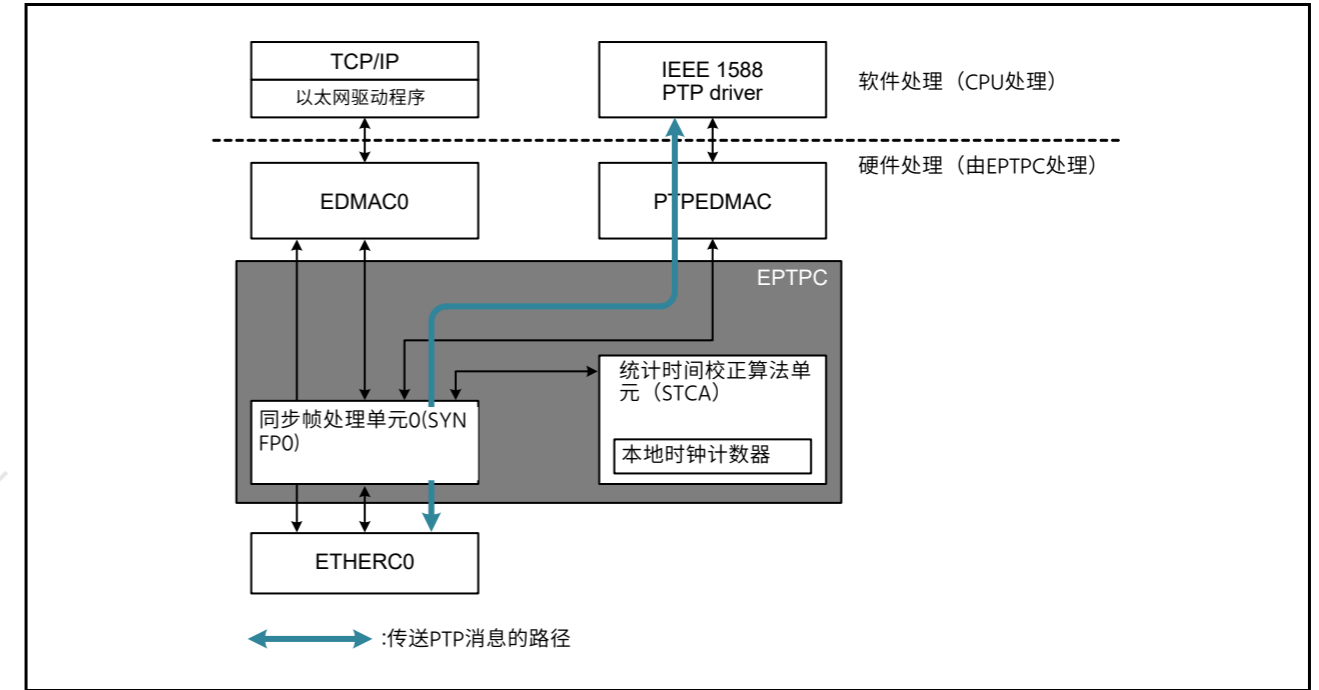 TCP/IP
以太网驱动程序
IEEE 1588
PTP driver
软件处理（CPU处理）
硬件处理（由EPTPC处理）
EDMAC0
PTPEDMAC
EPTPC
统计时间校正算法单
元（STCA）
同步帧处理单元0(SYN
FP0)
本地时钟计数器
ETHERC0
:传送PTP消息的路径